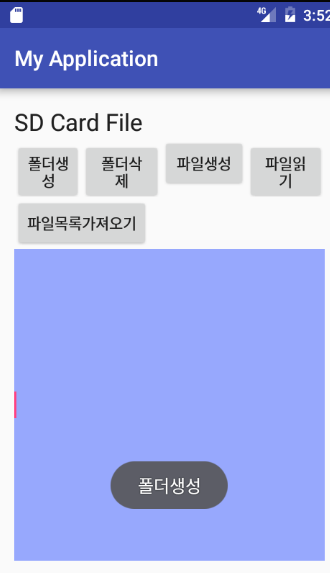 4G 3:52
My Application
SD Card File
폴더생
성
폴더삭
제
파일생성
파일읽
기
파일목록가져오기
폴더생성